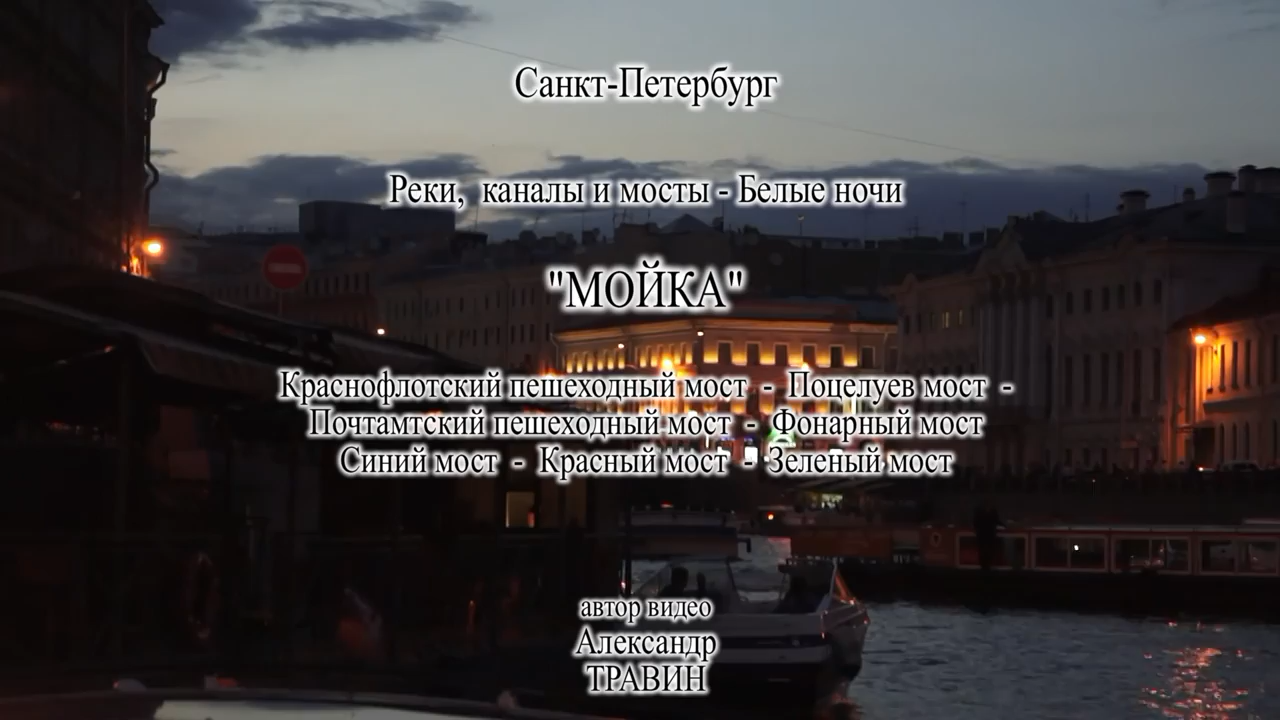 Санкт-Петербург
Реки, каналы и мосты - Белые ночи
"МОЙКА"
Краснофлотский пешеходный мост - Поцелуев мост -
Почтамтский пешеходный мост - Фонарный мост
Синий мост - Красный мост - Зеленый мост
автор видео
Александр
ТРАВИН